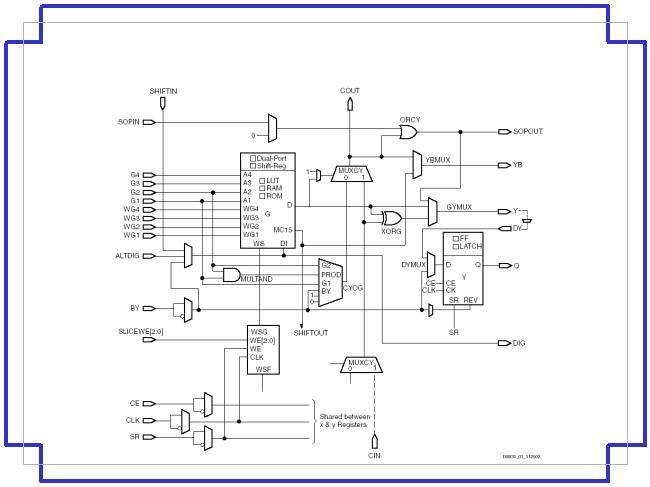 SHIFTIN
COUT
ORCY
SOPIN
0
SOPOUT
Dual-Port
Shift-Reg
YBMUX
YB
G4
A4
G3
A3
LUT
G2
A2
RAM
G1
A1
ROM
1
MUXCY
0 1
WG4
WG4
G
D
GYMUX
Y
WG3
WG3
WG2
WG2
MC15
XORG
DY
WG1
WG1
WS DI
ALTDIG
FF
LATCH
MULTAND
G2
PROD
G1
BY
1
0
CYOG
DYMUX
D
Q
Q
Y
CE
CE
CLK
CK
SR REV
BY
SR
SHIFTOUT
SLICEWE[2:0]
WSG
WE[2:0]
WE
CLK
WSF
DIG
MUXCY
0 1
CE
CLK
SR
Shared between
x & y Registers
CIN